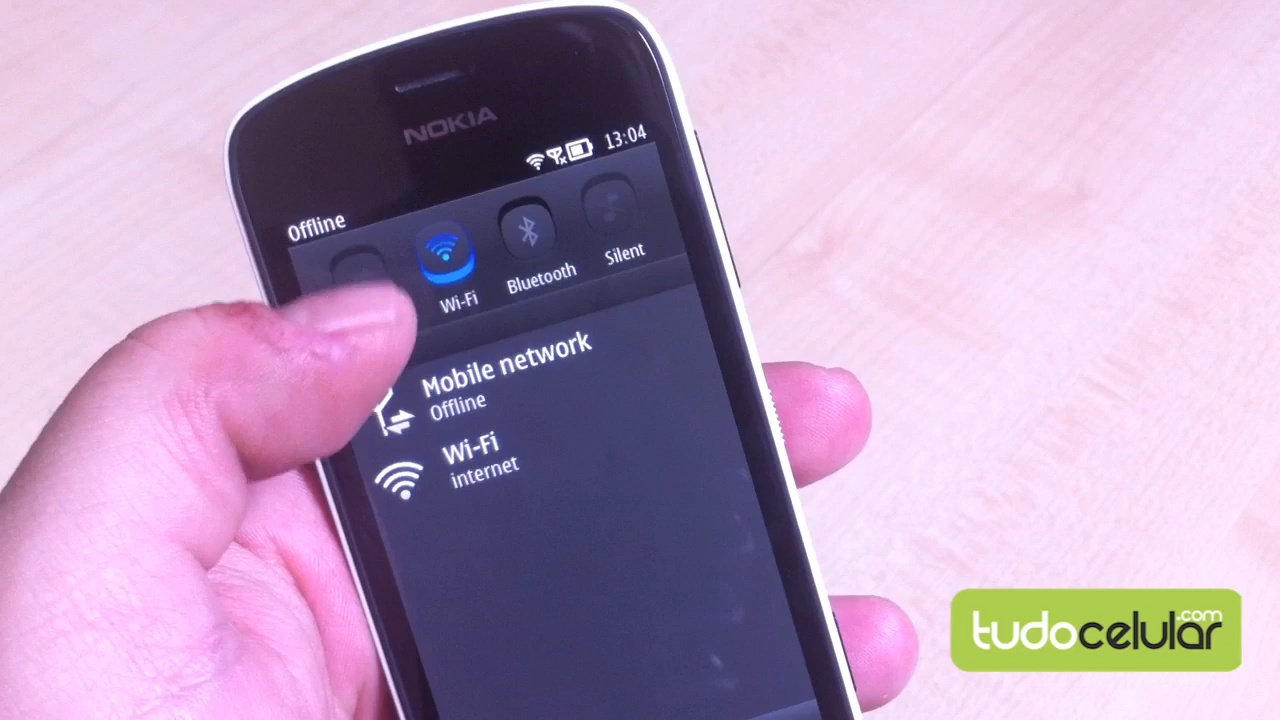 NOKIA
13:04
Offline
Wi-Fi
Bluetooth
Silent
Mobile network
Offline
Wi-Fi
internet
tudocelular.com